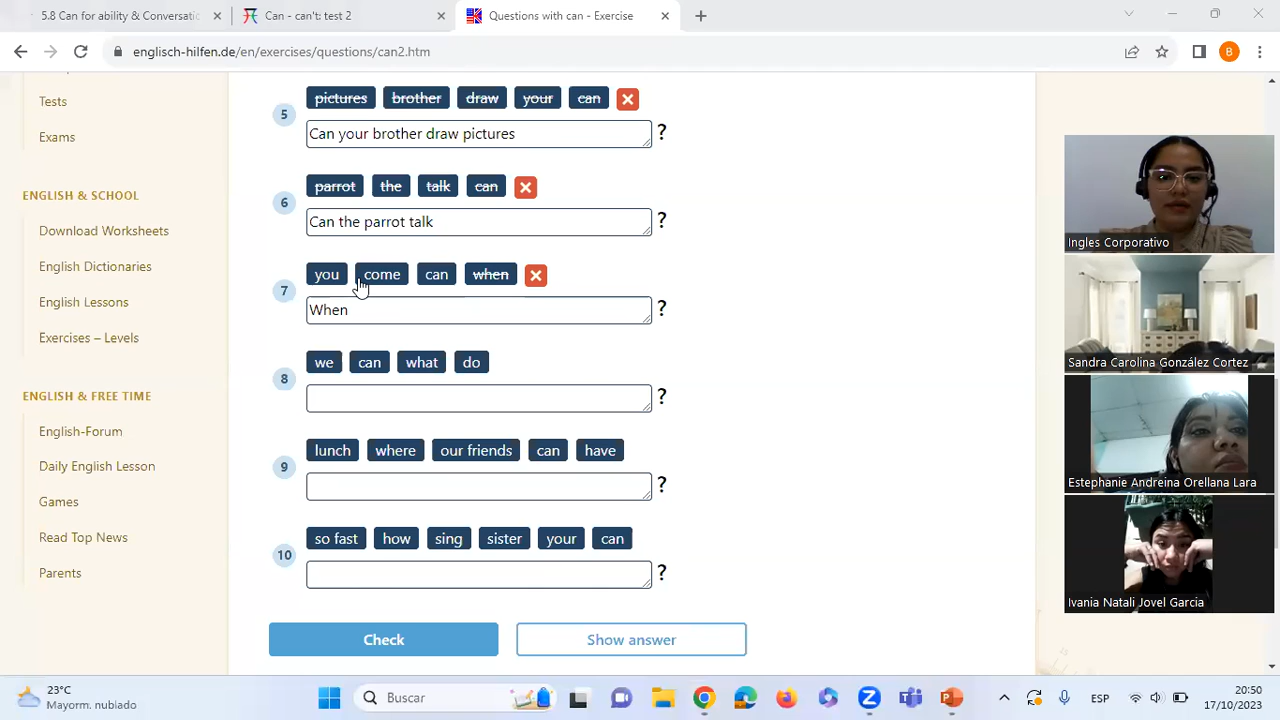 5.8 Can for ability & Conversati
Can - can't: test 2
Questions with can - Exercise
englisch-hilfen.de/en/exercises/questions/can2.htm
B
Tests
Exams
ENGLISH & SCHOOL
Download Worksheets
English Dictionaries
English Lessons
Exercises – Levels
ENGLISH & FREE TIME
English-Forum
Daily English Lesson
Games
Read Top News
Parents
5
pictures brother draw your can
Can your brother draw pictures ?
6
parrot the talk can
Can the parrot talk ?
7
you come can when
When ?
8
we can what do
?
9
lunch where our friends can have
?
10
so fast how sing sister your can
?
Check
Show answer
Ingles Corporativo
Sandra Carolina González Cortez
Estephanie Andreina Orellana Lara
Ivania Natali Jovel Garcia
23°C
Mayorm. nublado
Buscar
ESP
20:50
17/10/2023